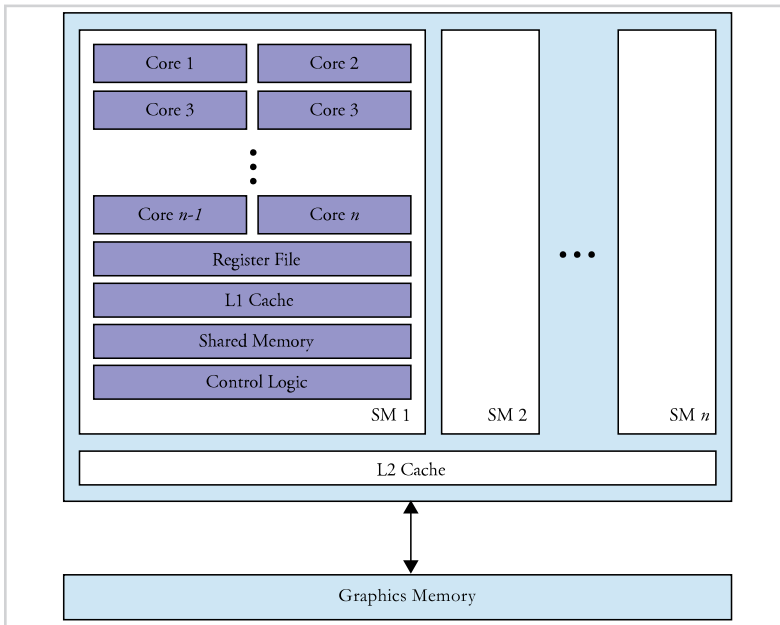 Core 1
Core 2
Core 3
Core 3
Core n-1
Core n
Register File
L1 Cache
Shared Memory
Control Logic
SM 1
SM 2
SM n
L2 Cache
Graphics Memory